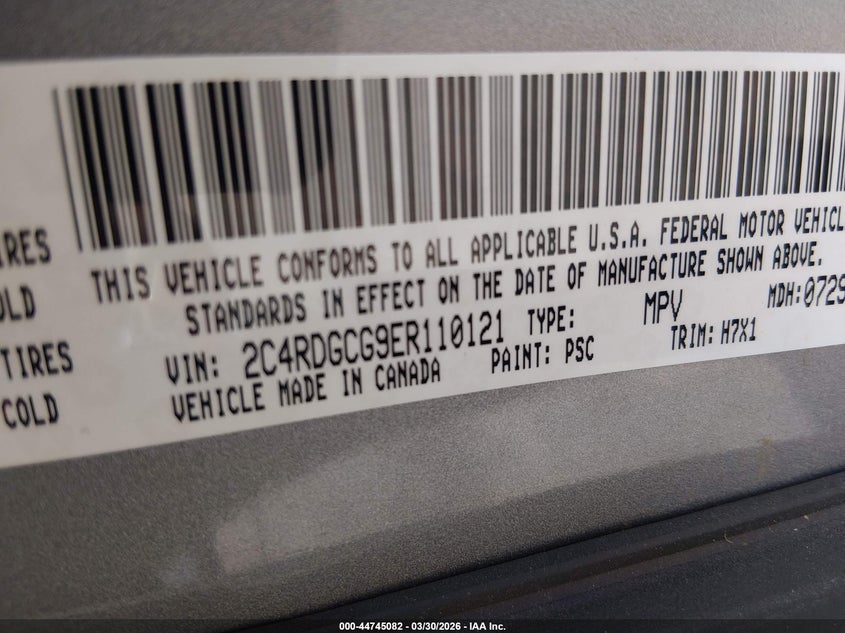 IRES
OLD
TIRES
COLD
THIS VEHICLE CONFORMS TO ALL APPLICABLE U.S.A. FEDERAL MOTOR VEHICL
STANDARDS IN EFFECT ON THE DATE OF MANUFACTURE SHOWN ABOVE.
VIN: 2C4RDGCG9ER110121 TYPE: MPV MDH:0729
VEHICLE MADE IN CANADA PAINT: PSC TRIM: H7X1
000-44745082 - 03/30/2026 - IAA Inc.